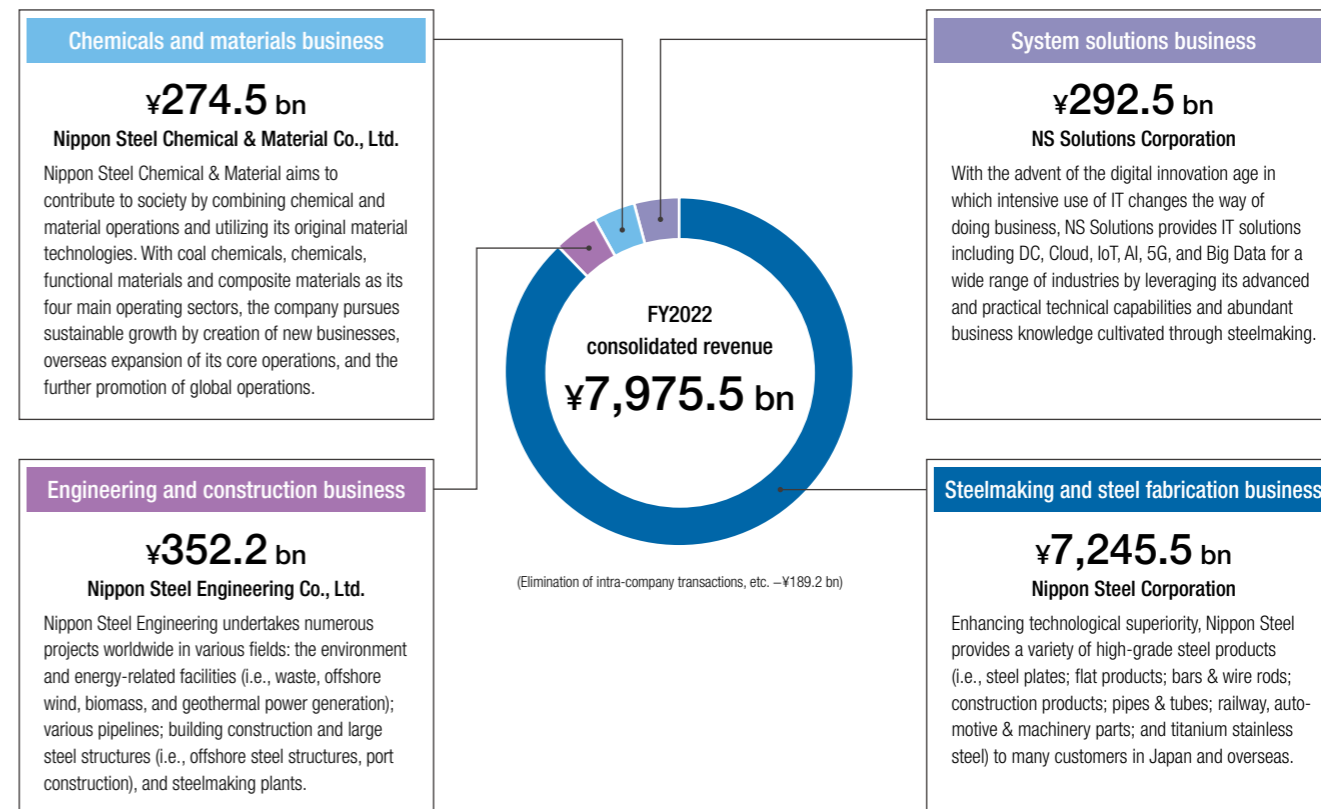 Chemicals and materials business
¥274.5 bn
Nippon Steel Chemical & Material Co., Ltd.
Nippon Steel Chemical & Material aims to
contribute to society by combining chemical and
material operations and utilizing its original material
technologies. With coal chemicals, chemicals,
functional materials and composite materials as its
four main operating sectors, the company pursues
sustainable growth by creation of new businesses,
overseas expansion of its core operations, and the
further promotion of global operations.
System solutions business
¥292.5 bn
NS Solutions Corporation
With the advent of the digital innovation age in
which intensive use of IT changes the way of
doing business, NS Solutions provides IT solutions
including DC, Cloud, IoT, AI, 5G, and Big Data for a
wide range of industries by leveraging its advanced
and practical technical capabilities and abundant
business knowledge cultivated through steelmaking.
FY2022
consolidated revenue
¥7,975.5 bn
(Elimination of intra-company transactions, etc. –¥189.2 bn)
Engineering and construction business
¥352.2 bn
Nippon Steel Engineering Co., Ltd.
Nippon Steel Engineering undertakes numerous
projects worldwide in various fields: the environment
and energy-related facilities (i.e., waste, offshore
wind, biomass, and geothermal power generation);
various pipelines; building construction and large
steel structures (i.e., offshore steel structures, port
construction), and steelmaking plants.
Steelmaking and steel fabrication business
¥7,245.5 bn
Nippon Steel Corporation
Enhancing technological superiority, Nippon Steel
provides a variety of high-grade steel products
(i.e., steel plates; flat products; bars & wire rods;
construction products; pipes & tubes; railway, auto-
motive & machinery parts; and titanium stainless
steel) to many customers in Japan and overseas.